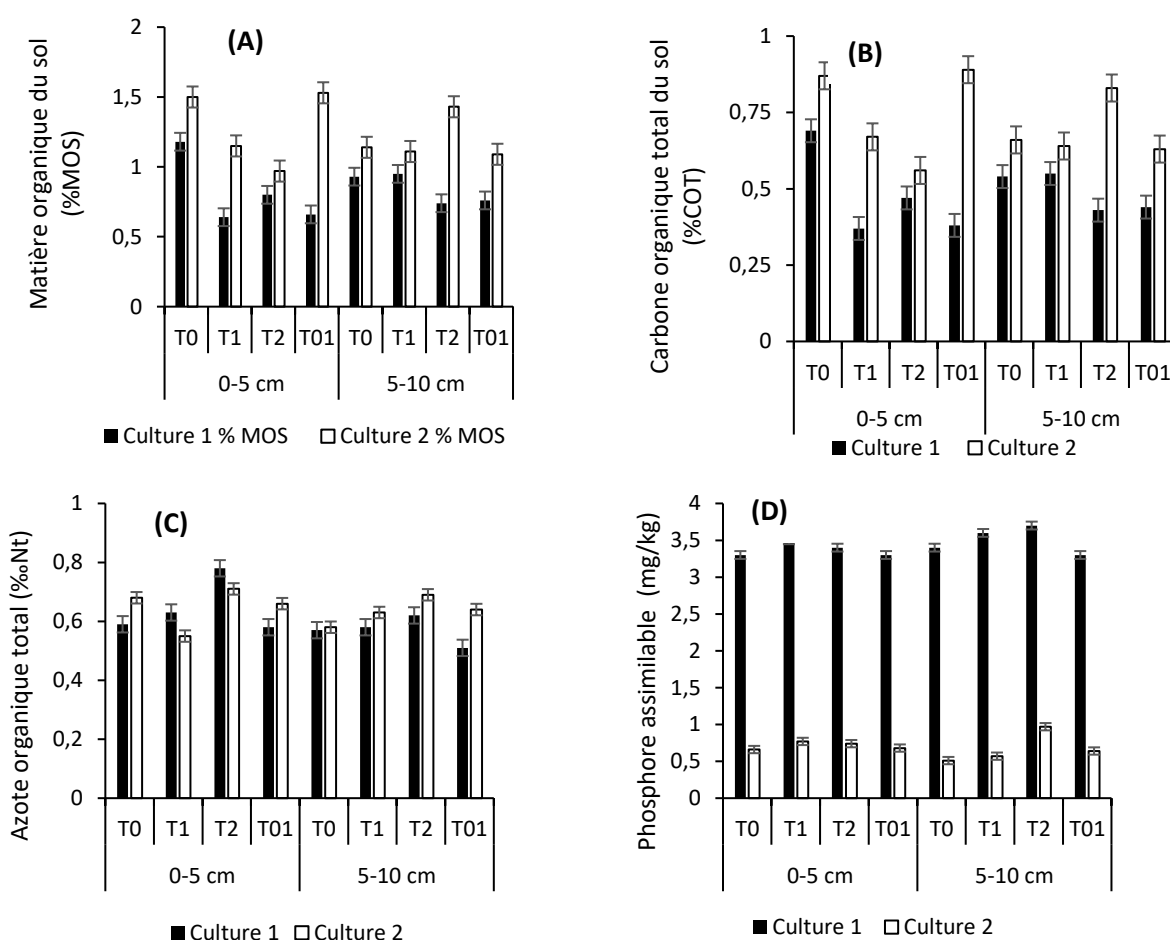 (A)
Matière organique du sol
(%MOS)
2
1,5
1
0,5
0
T0 T1 T2 T01 T0 T1 T2 T01
0-5 cm 5-10 cm
Culture 1 % MOS Culture 2 % MOS
(B)
Carbone organique total du sol
(%COT)
1
0,75
0,5
0,25
0
T0 T1 T2 T01 T0 T1 T2 T01
0-5 cm 5-10 cm
Culture 1 Culture 2
(C)
Azote organique total (‰Nt)
1
0,8
0,6
0,4
0,2
0
T0 T1 T2 T01 T0 T1 T2 T01
0-5 cm 5-10 cm
Culture 1 Culture 2
(D)
Phosphore assimilable (mg/kg)
4
3,5
3
2,5
2
1,5
1
0,5
0
T0 T1 T2 T01 T0 T1 T2 T01
0-5 cm 5-10 cm
Culture 1 Culture 2